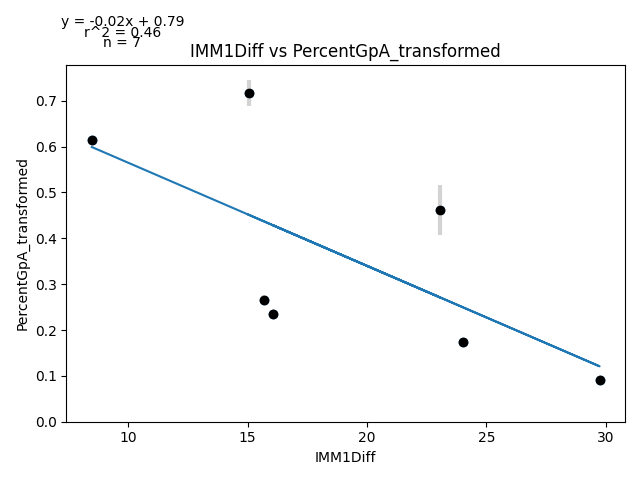 y = -0.02x + 0.79
r^2 = 0.46
n = 7
IMM1Diff vs PercentGpA_transformed
PercentGpA_transformed
0.7
0.6
0.5
0.4
0.3
0.2
0.1
0.0
10
15
20
25
30
IMM1Diff